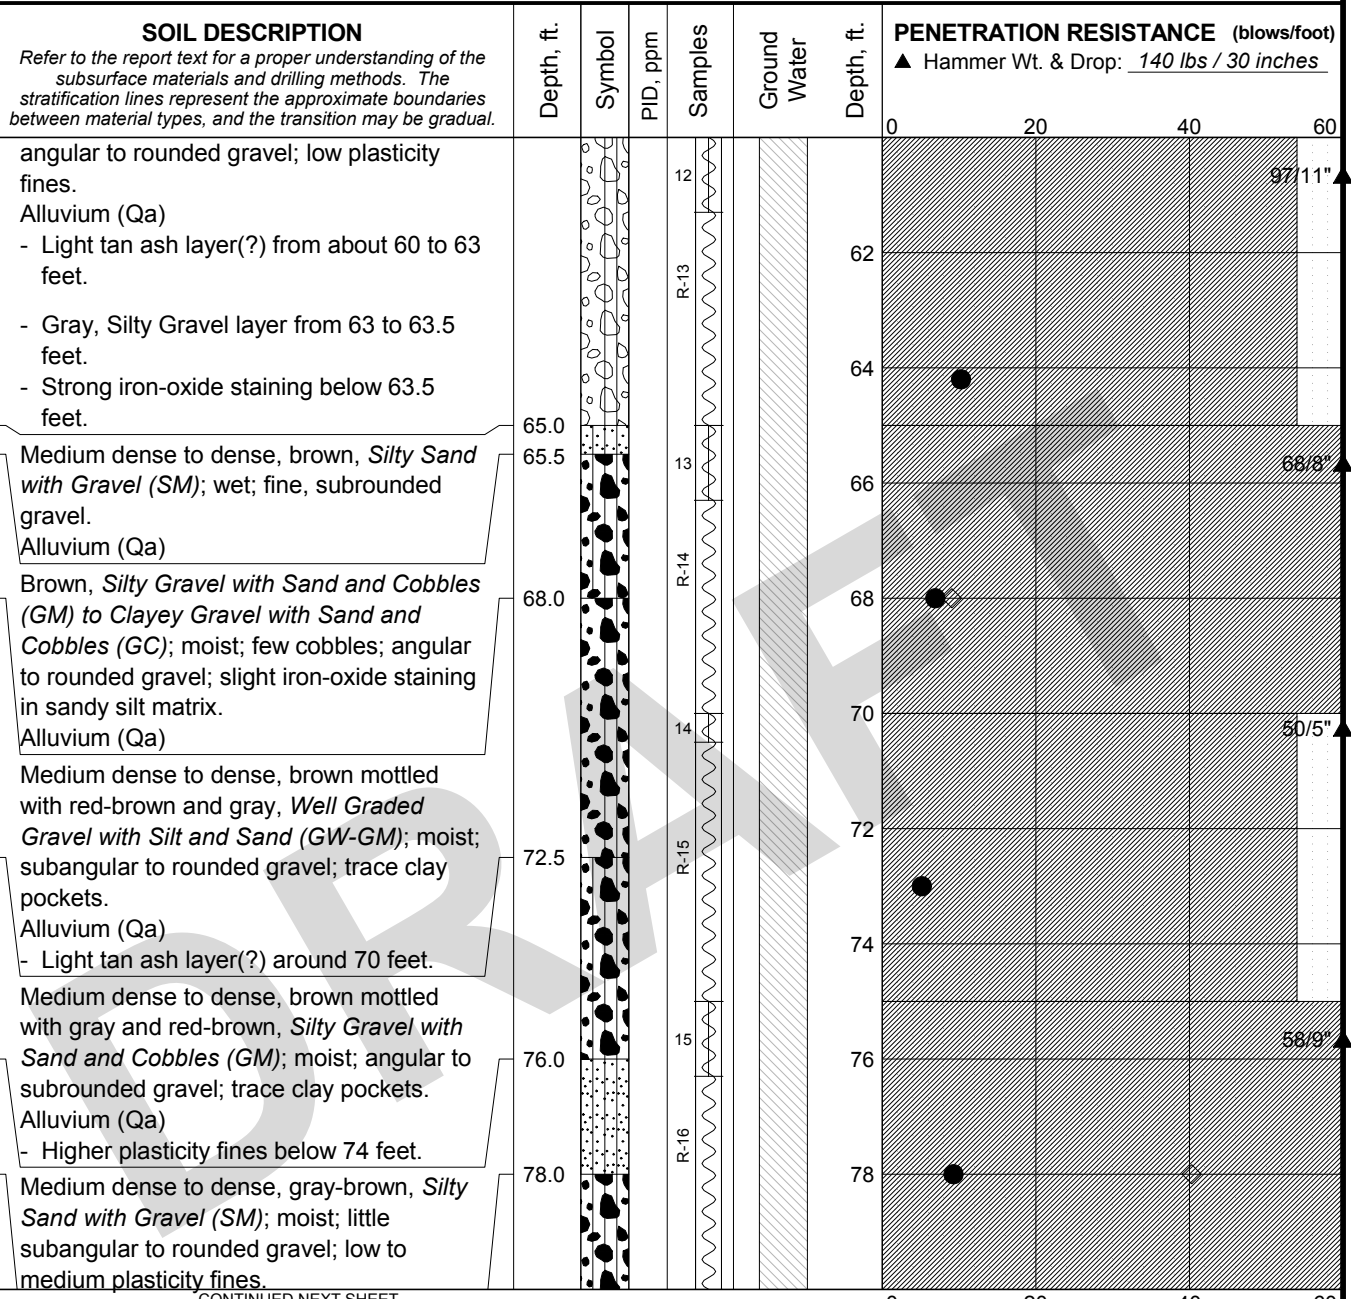 SOIL DESCRIPTION
Refer to the report text for a proper understanding of the
subsurface materials and drilling methods. The
stratification lines represent the approximate boundaries
between material types, and the transition may be gradual.
Depth, ft.
Symbol
PID, ppm
Samples
Ground
Water
Depth, ft.
PENETRATION RESISTANCE (blows/foot)
▲ Hammer Wt. & Drop: 140 lbs / 30 inches
0 20 40 60
angular to rounded gravel; low plasticity
fines.
Alluvium (Qa)
- Light tan ash layer(?) from about 60 to 63
feet.
- Gray, Silty Gravel layer from 63 to 63.5
feet.
- Strong iron-oxide staining below 63.5
feet.
Medium dense to dense, brown, Silty Sand
with Gravel (SM); wet; fine, subrounded
gravel.
Alluvium (Qa)
Brown, Silty Gravel with Sand and Cobbles
(GM) to Clayey Gravel with Sand and
Cobbles (GC); moist; few cobbles; angular
to rounded gravel; slight iron-oxide staining
in sandy silt matrix.
Alluvium (Qa)
Medium dense to dense, brown mottled
with red-brown and gray, Well Graded
Gravel with Silt and Sand (GW-GM); moist;
subangular to rounded gravel; trace clay
pockets.
Alluvium (Qa)
- Light tan ash layer(?) around 70 feet.
Medium dense to dense, brown mottled
with gray and red-brown, Silty Gravel with
Sand and Cobbles (GM); moist; angular to
subrounded gravel; trace clay pockets.
Alluvium (Qa)
- Higher plasticity fines below 74 feet.
Medium dense to dense, gray-brown, Silty
Sand with Gravel (SM); moist; little
subangular to rounded gravel; low to
medium plasticity fines.
CONTINUED NEXT SHEET
65.0
65.5
68.0
72.5
76.0
78.0
12
R-13
13
R-14
14
R-15
15
R-16
62
64
66
68
70
72
74
76
78
97/11"
68/8"
50/5"
58/9"
0 20 40 60
DRAFT